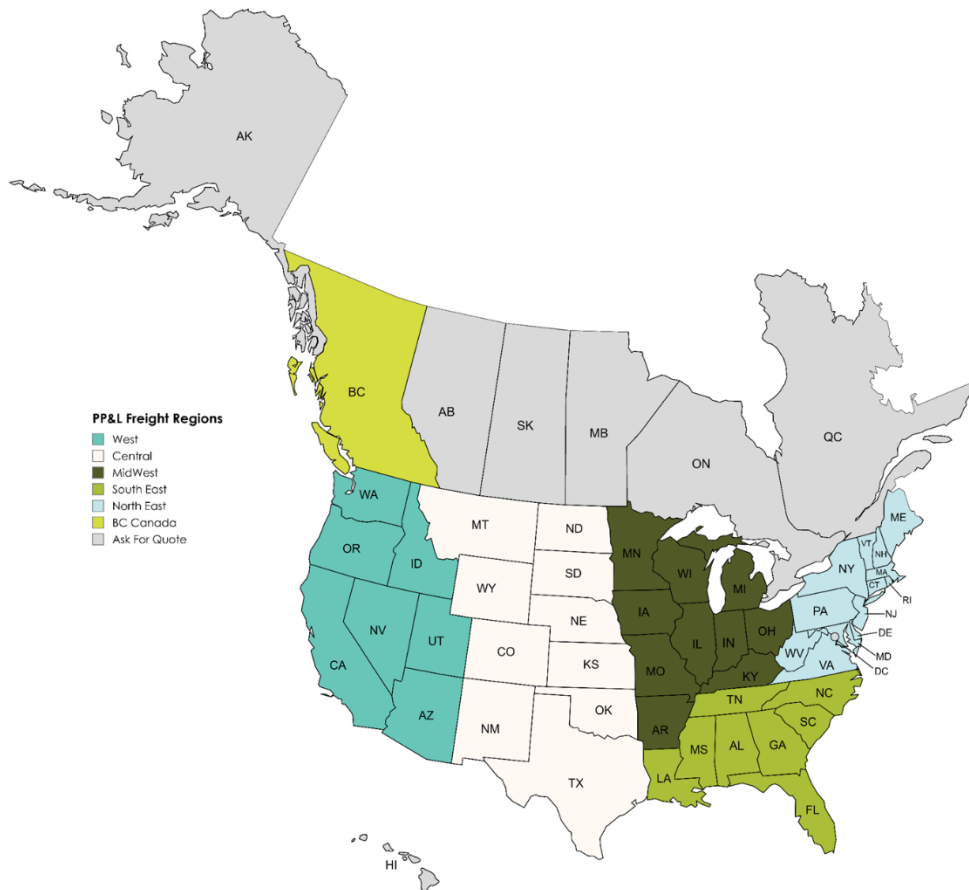 AK
BC
AB
SK
MB
ON
QC
PP&L Freight Regions
West
Central
MidWest
South East
North East
BC Canada
Ask For Quote
WA
MT
ND
MN
ME
VT
NH
OR
ID
SD
WI
MI
NY
MA
CT
RI
WY
NE
IA
PA
NJ
NV
UT
CO
KS
IL
IN
OH
DE
MD
DC
WV
VA
CA
MO
KY
AZ
NM
OK
AR
TN
NC
SC
MS
AL
GA
TX
LA
FL
HI